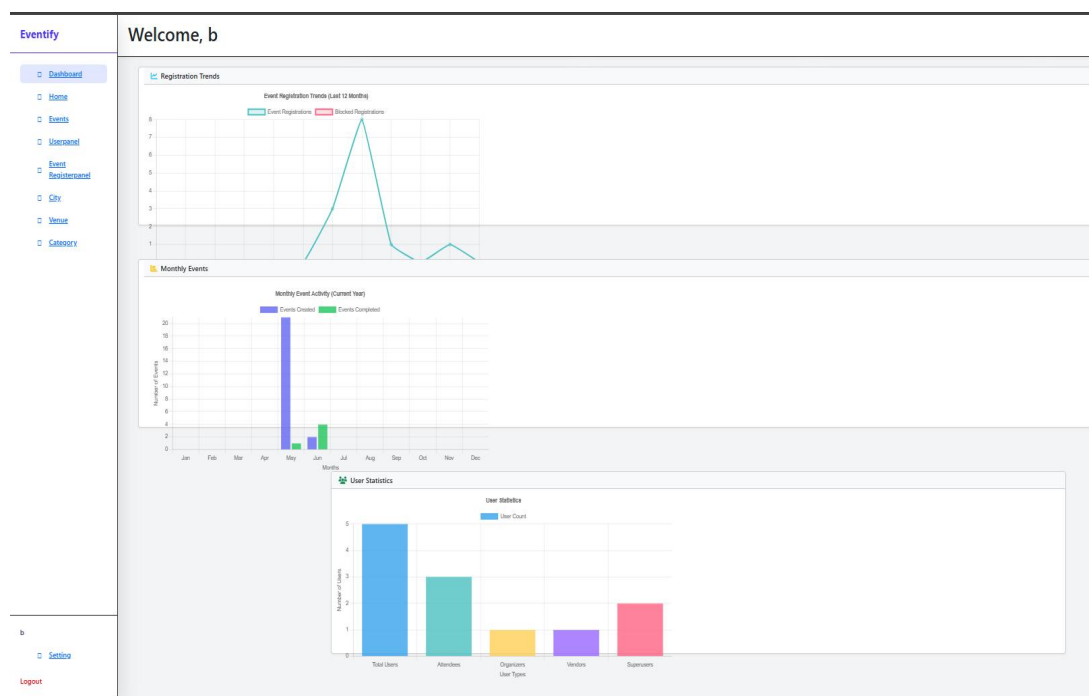 Eventify
Welcome, b
Dashboard
Home
Events
Userpanel
Event
Registerpanel
City
Venue
Category
b
Setting
Logout
Registration Trends
Event Registration Trends (Last 12 Months)
Event Registrations Blocked Registrations
8
7
6
5
4
3
2
1
Monthly Events
Monthly Event Activity (Current Year)
Events Created Events Completed
Number of Events
20
18
16
14
12
10
8
6
4
2
0
Jan Feb Mar Apr May Jun Jul Aug Sep Oct Nov Dec
Months
User Statistics
User Statistics
User Count
Number of Users
5
4
3
2
1
0
Total Users Attendees Organizers Vendors Superusers
User Types